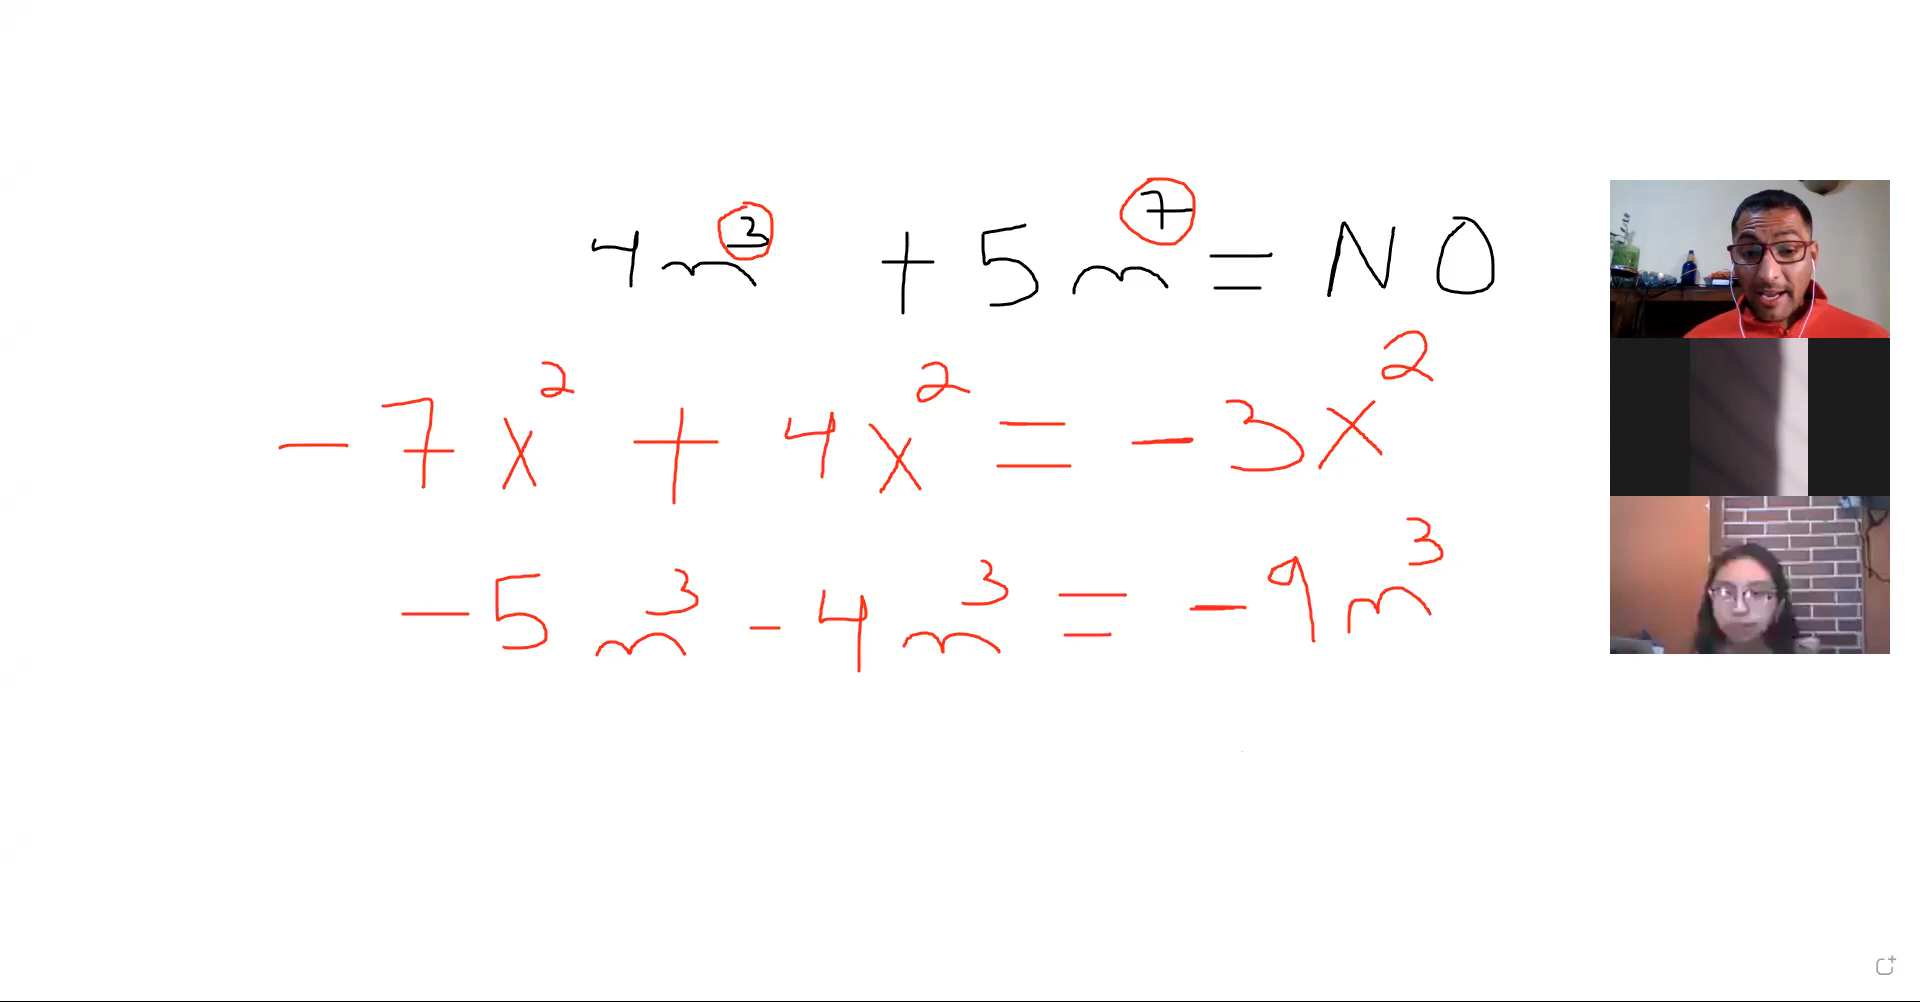 4m³ + 5m⁷ = NO
-7x² + 4x² = -3x²
-5m³ - 4m³ = -9m³